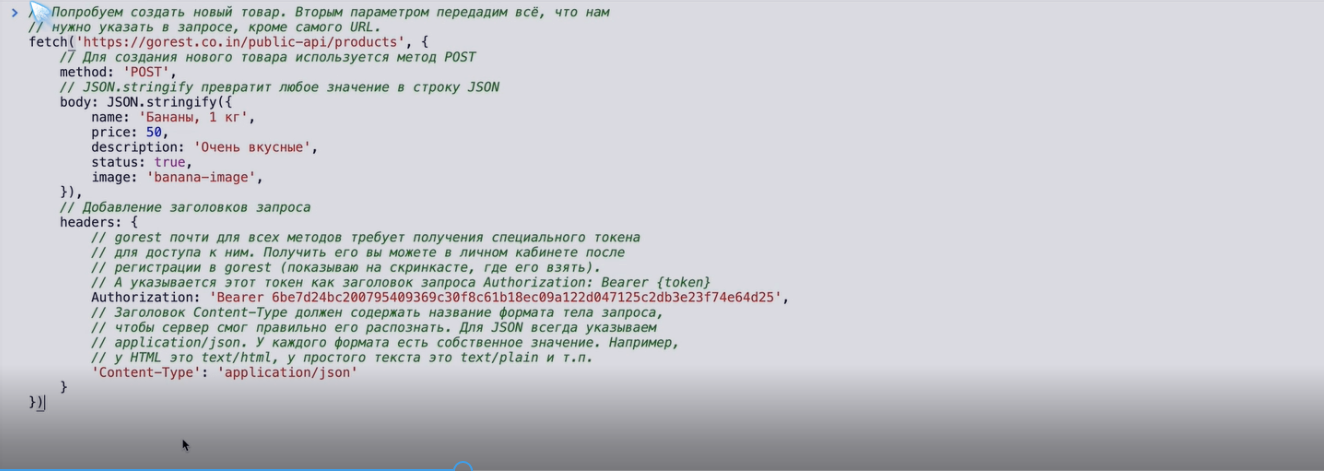 > // Попробуем создать новый товар. Вторым параметром передадим всё, что нам
// нужно указать в запросе, кроме самого URL.
fetch('https://gorest.co.in/public-api/products', {
    // Для создания нового товара используется метод POST
    method: 'POST',
    // JSON.stringify превратит любое значение в строку JSON
    body: JSON.stringify({
        name: 'Бананы, 1 кг',
        price: 50,
        description: 'Очень вкусные',
        status: true,
        image: 'banana-image',
    }),
    // Добавление заголовков запроса
    headers: {
        // gorest почти для всех методов требует получения специального токена
        // для доступа к ним. Получить его вы можете в личном кабинете после
        // регистрации в gorest (показываю на скринкасте, где его взять).
        // А указывается этот токен как заголовок запроса Authorization: Bearer {token}
        Authorization: 'Bearer 6be7d24bc200795409369c30f8c61b18ec09a122d047125c2db3e23f74e64d25',
        // Заголовок Content-Type должен содержать название формата тела запроса,
        // чтобы сервер смог правильно его распознать. Для JSON всегда указываем
        // application/json. У каждого формата есть собственное значение. Например,
        // у HTML это text/html, у простого текста это text/plain и т.п.
        'Content-Type': 'application/json'
    }
})